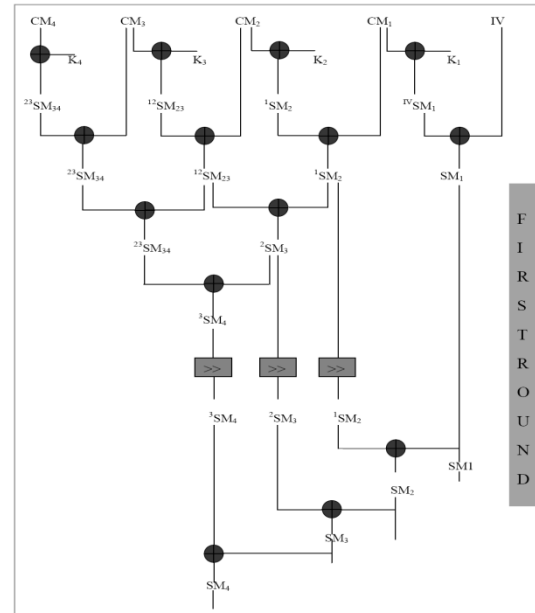 CM₄ CM₃ CM₂ CM₁ IV
K₄ K₃ K₂ K₁
²³SM₃₄ ¹²SM₂₃ ¹SM₂ ᴵⱽSM₁
²³SM₃₄ ¹²SM₂₃ ¹SM₂ SM₁
²³SM₃₄ ²SM₃
³SM₄
>> >> >>
³SM₄ ²SM₃ ¹SM₂
SM1
SM₂
SM₃
SM₄
F
I
R
S
T
R
O
U
N
D